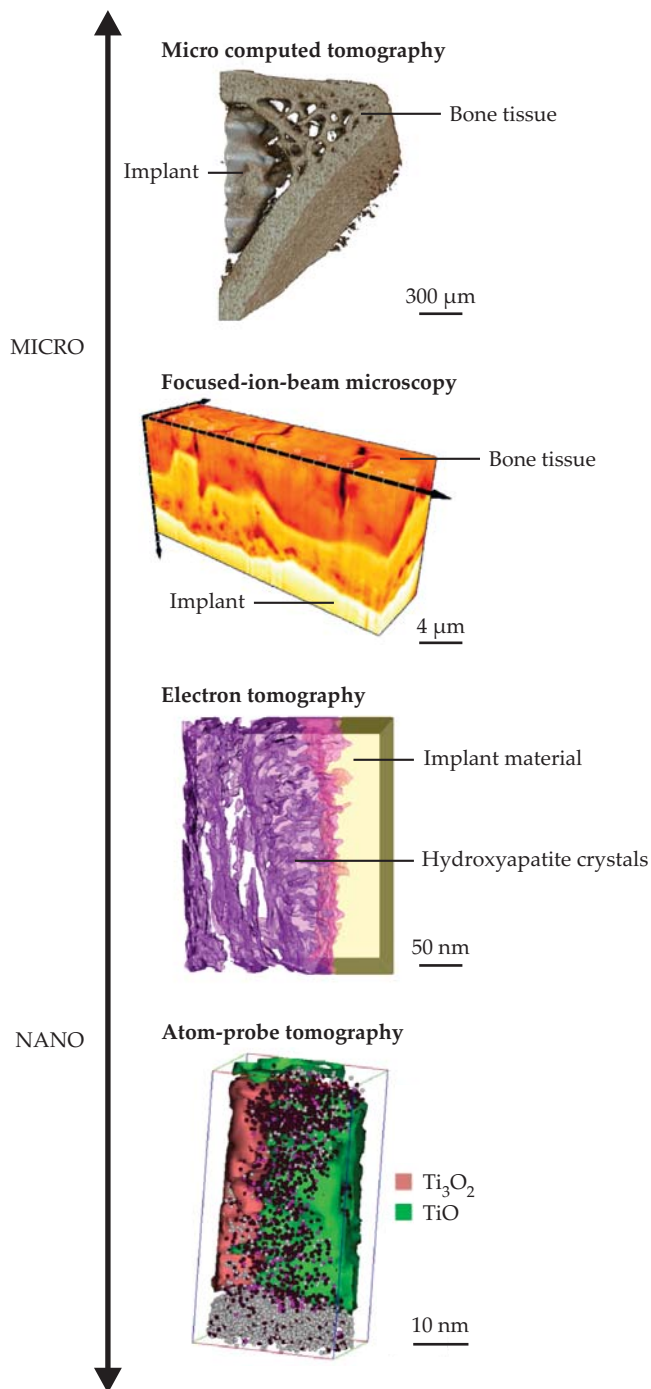 Micro computed tomography
Bone tissue
Implant
300 μm
MICRO
Focused-ion-beam microscopy
Bone tissue
Implant
4 μm
Electron tomography
Implant material
Hydroxyapatite crystals
50 nm
NANO
Atom-probe tomography
Ti₃O₂
TiO
10 nm